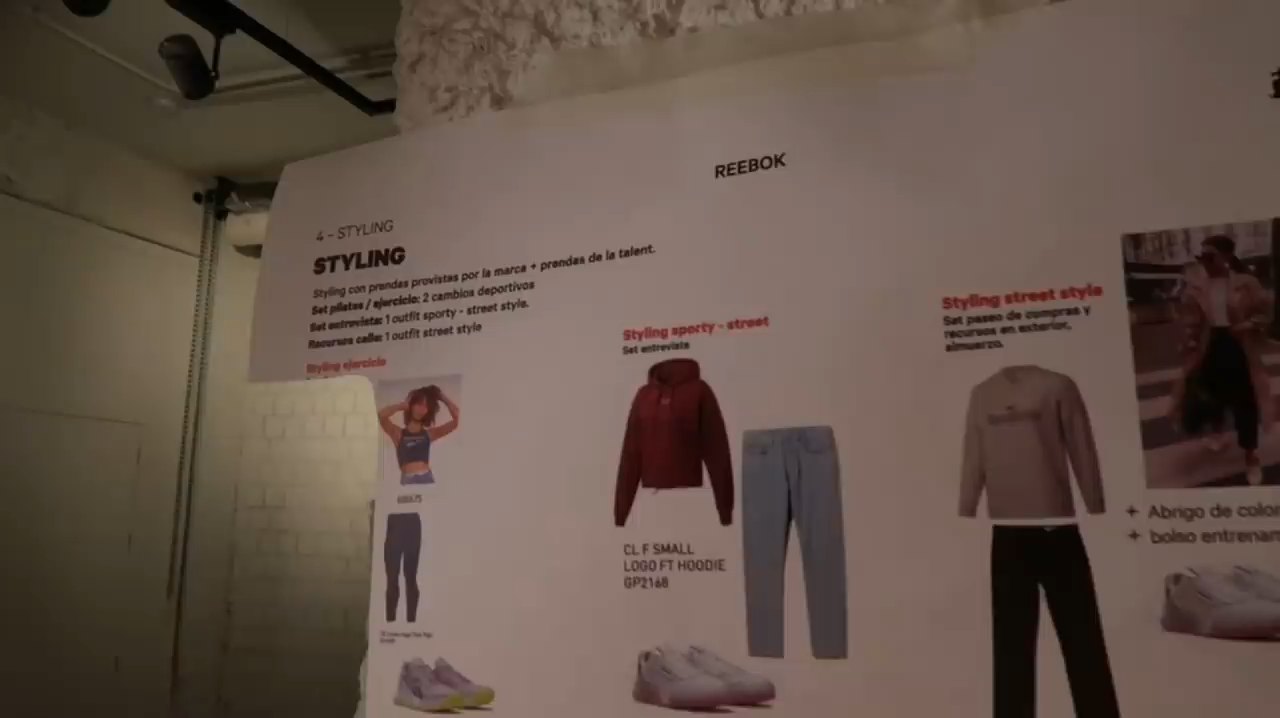 REEBOK
4 - STYLING
STYLING
Styling con prendas provistas por la marca + prendas de la talent.
Set pilates / ejercicio: 2 cambios deportivos
Set entrevista: 1 outfit sporty - street style.
Recursos calle: 1 outfit street style
Styling ejercicio
Styling sporty - street
Set entrevista
CL F SMALL
LOGO FT HOODIE
GP2168
Styling street style
Set paseo de compras y
recursos en exterior,
almuerzo.
+ Abrigo de color
+ bolso entrenam